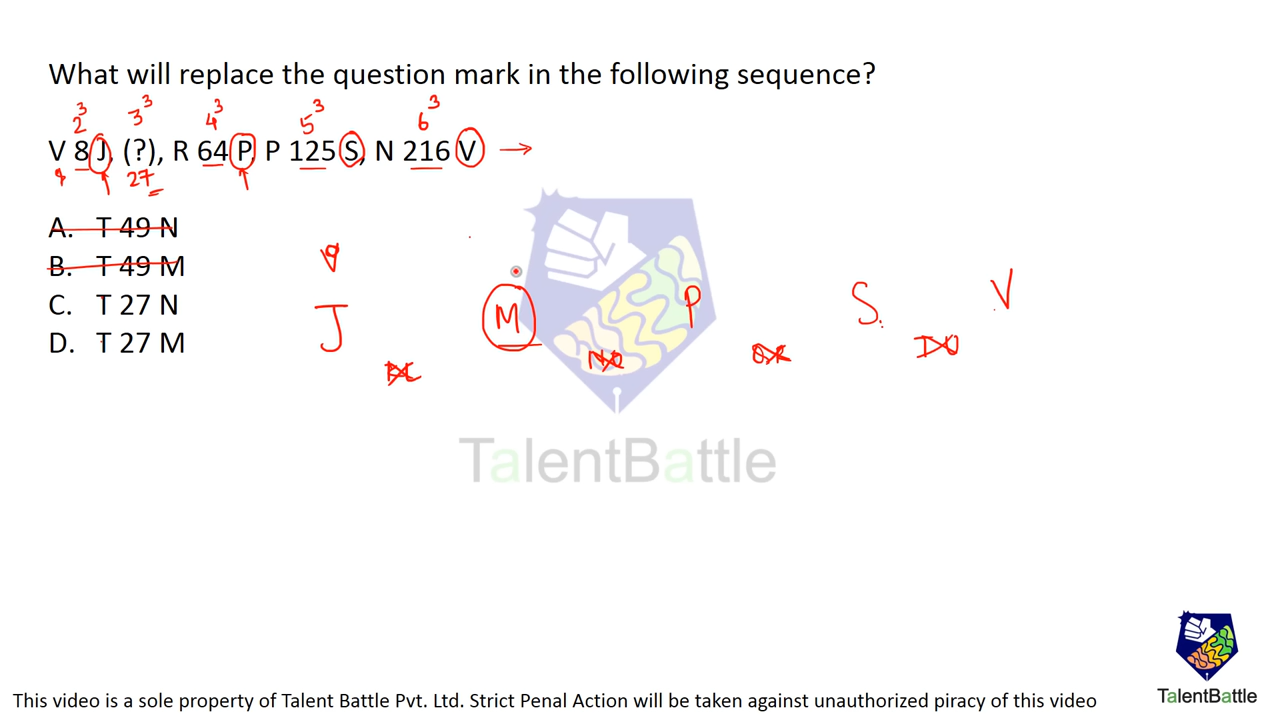 What will replace the question mark in the following sequence?
2³ 3³ 4³ 5³ 6³
V 8 J, (?), R 64 P, P 125 S, N 216 V →
27
A. T 49 N
B. T 49 M
C. T 27 N
D. T 27 M
J M P S. V
TalentBattle
TalentBattle
This video is a sole property of Talent Battle Pvt. Ltd. Strict Penal Action will be taken against unauthorized piracy of this video